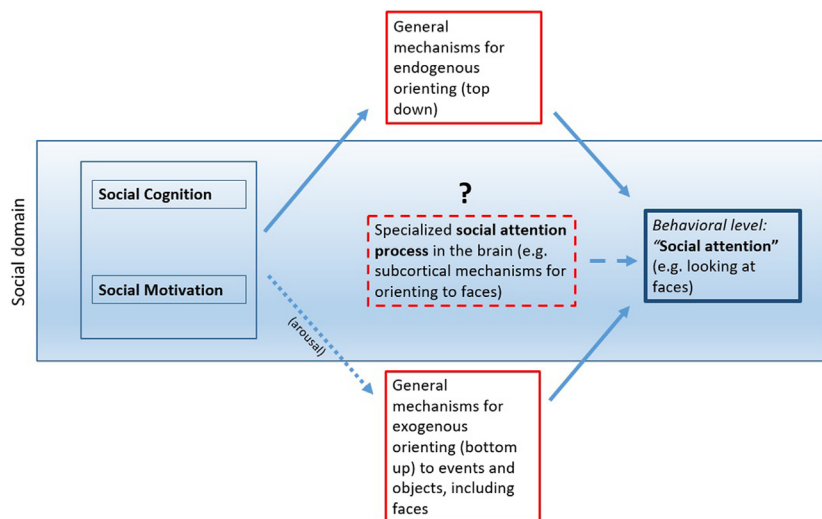 General
mechanisms for
endogenous
orienting (top
down)
Social domain
Social Cognition
Social Motivation
?
Specialized social attention
process in the brain (e.g.
subcortical mechanisms for
orienting to faces)
Behavioral level:
“Social attention”
(e.g. looking at
faces)
(arousal)
General
mechanisms for
exogenous
orienting (bottom
up) to events and
objects, including
faces